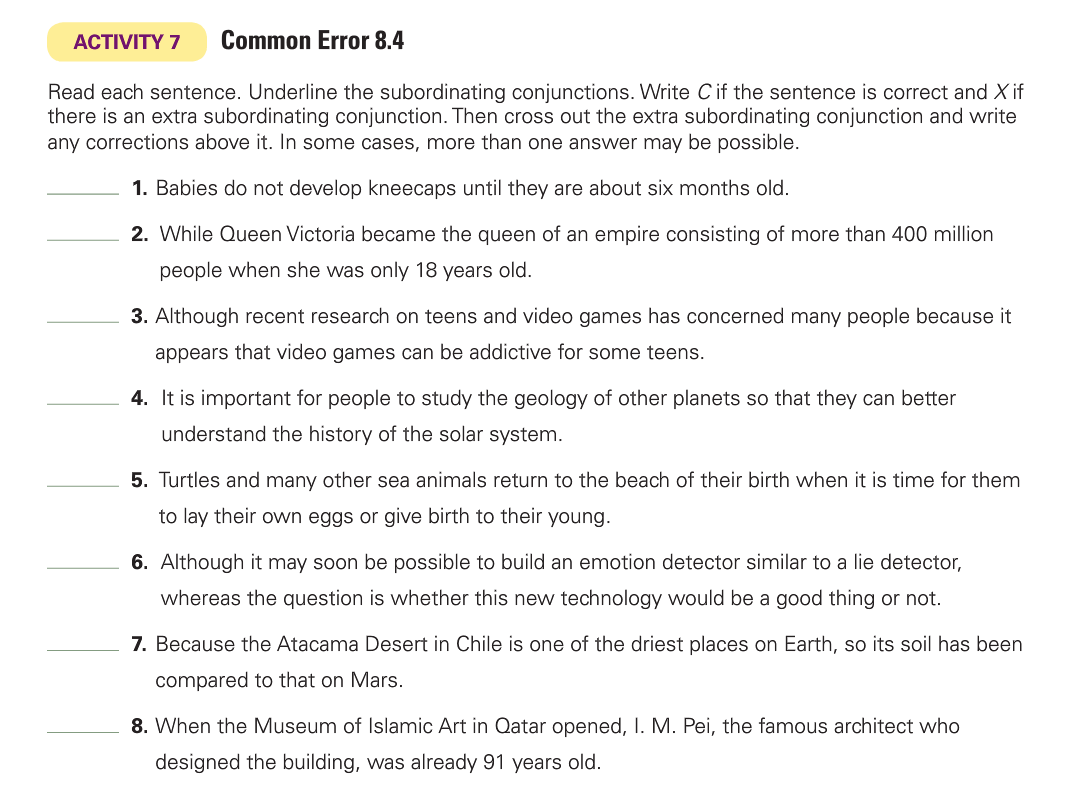 ACTIVITY 7 Common Error 8.4
Read each sentence. Underline the subordinating conjunctions. Write C if the sentence is correct and X if
there is an extra subordinating conjunction. Then cross out the extra subordinating conjunction and write
any corrections above it. In some cases, more than one answer may be possible.
1. Babies do not develop kneecaps until they are about six months old.
2. While Queen Victoria became the queen of an empire consisting of more than 400 million
people when she was only 18 years old.
3. Although recent research on teens and video games has concerned many people because it
appears that video games can be addictive for some teens.
4. It is important for people to study the geology of other planets so that they can better
understand the history of the solar system.
5. Turtles and many other sea animals return to the beach of their birth when it is time for them
to lay their own eggs or give birth to their young.
6. Although it may soon be possible to build an emotion detector similar to a lie detector,
whereas the question is whether this new technology would be a good thing or not.
7. Because the Atacama Desert in Chile is one of the driest places on Earth, so its soil has been
compared to that on Mars.
8. When the Museum of Islamic Art in Qatar opened, I. M. Pei, the famous architect who
designed the building, was already 91 years old.